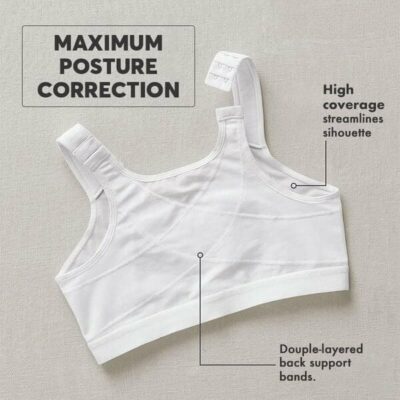 MAXIMUM
POSTURE
CORRECTION
High
coverage
streamlines
sihouette
Douple-layered
back support
bands.